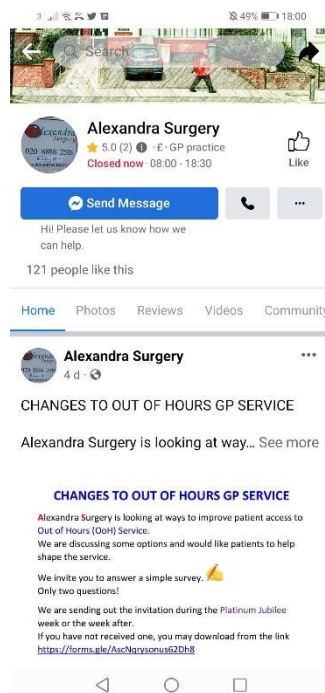 3
49%
18:00
Search
Alexandra Surgery
5.0 (2) · £ · GP practice
Closed now · 08:00 - 18:30
Like
Send Message
Hi! Please let us know how we
can help.
121 people like this
Home Photos Reviews Videos Community
Alexandra Surgery
4 d ·
CHANGES TO OUT OF HOURS GP SERVICE
Alexandra Surgery is looking at way... See more
CHANGES TO OUT OF HOURS GP SERVICE
Alexandra Surgery is looking at ways to improve patient access to
Out of Hours (OoH) Service.
We are discussing some options and would like patients to help
shape the service.
We invite you to answer a simple survey.
Only two questions!
We are sending out the invitation during the Platinum Jubilee
week or the week after.
If you have not received one, you may download from the link
https://forms.gle/AscNqrysonus62Dh8